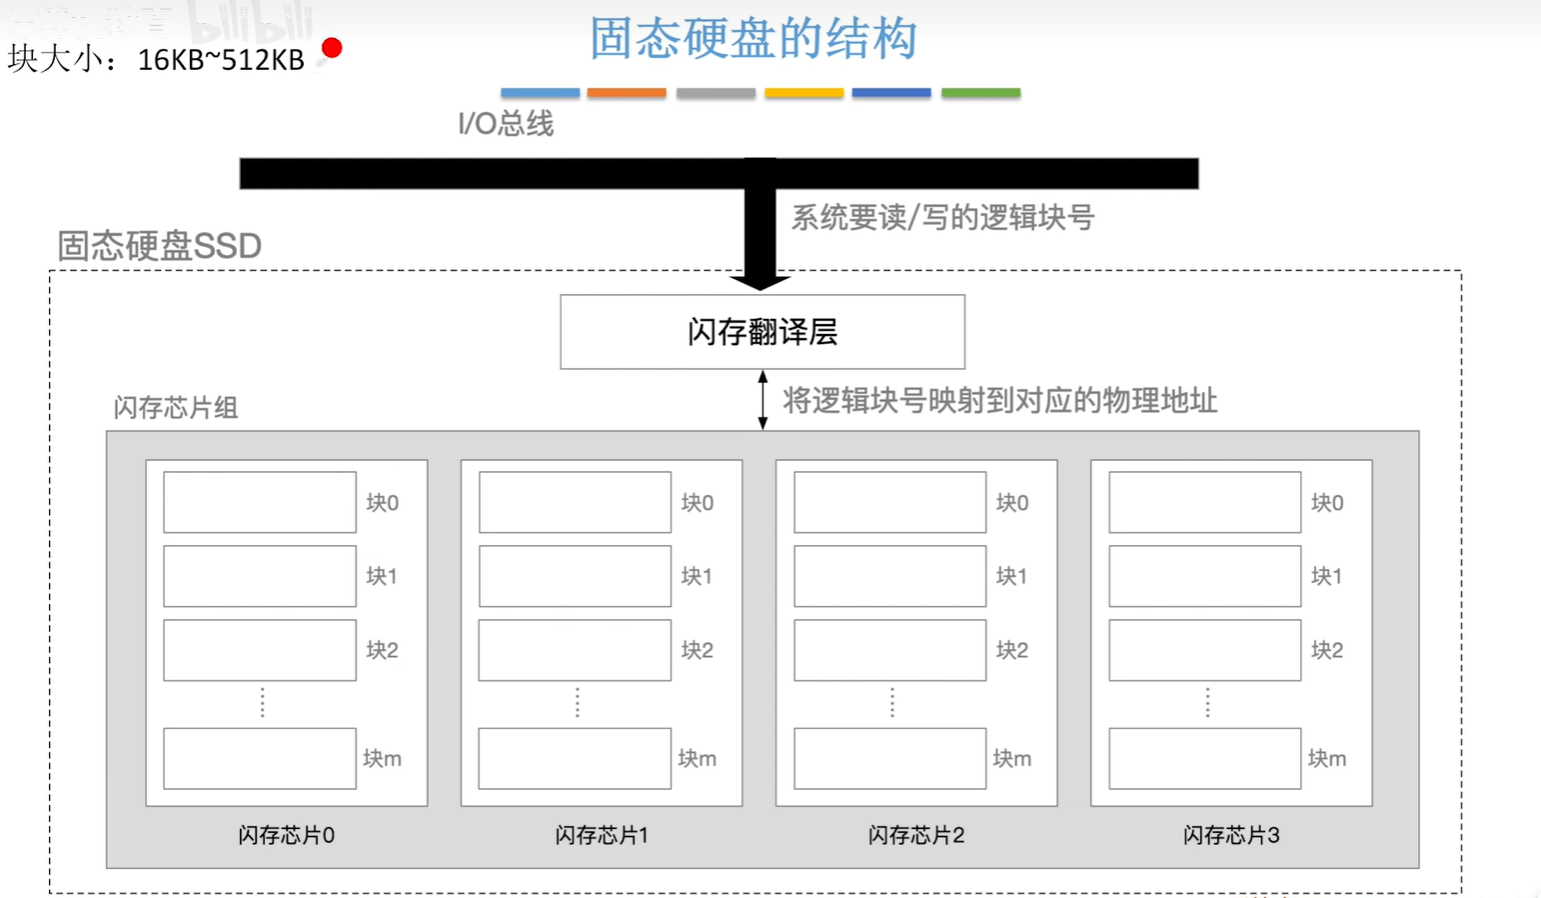 bilibili
固态硬盘的结构
块大小：16KB~512KB
I/O总线
系统要读/写的逻辑块号
固态硬盘SSD
闪存翻译层
将逻辑块号映射到对应的物理地址
闪存芯片组
块0
块0
块0
块0
块1
块1
块1
块1
块2
块2
块2
块2
块m
块m
块m
块m
闪存芯片0
闪存芯片1
闪存芯片2
闪存芯片3